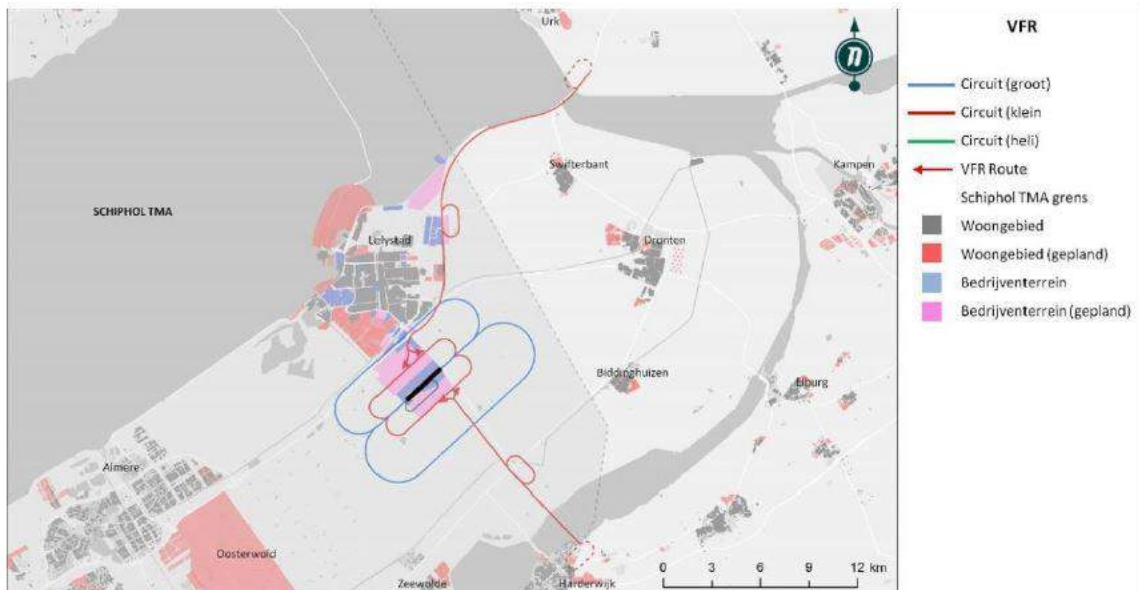 Urk
VFR
Circuit (groot)
Circuit (klein
Circuit (heli)
VFR Route
Schiphol TMA grens
Woongebied
Woongebied (gepland)
Bedrijventerrein
Bedrijventerrein (gepland)
Swifterbant
Kampen
SCHIPHOL TMA
Lelystad
Dronten
Biddinghuizen
Elburg
Almere
Oosterwold
Zeewolde
Harderwijk
0 3 6 9 12 km